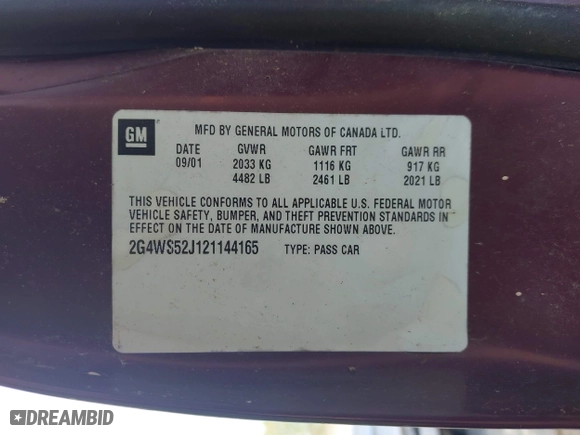 GM
MFD BY GENERAL MOTORS OF CANADA LTD.
DATE GVWR GAWR FRT GAWR RR
09/01 2033 KG 1116 KG 917 KG
4482 LB 2461 LB 2021 LB
THIS VEHICLE CONFORMS TO ALL APPLICABLE U.S. FEDERAL MOTOR
VEHICLE SAFETY, BUMPER, AND THEFT PREVENTION STANDARDS IN
EFFECT ON THE DATE OF MANUFACTURE SHOWN ABOVE.
2G4WS52J121144165 TYPE: PASS CAR
DREAMBID